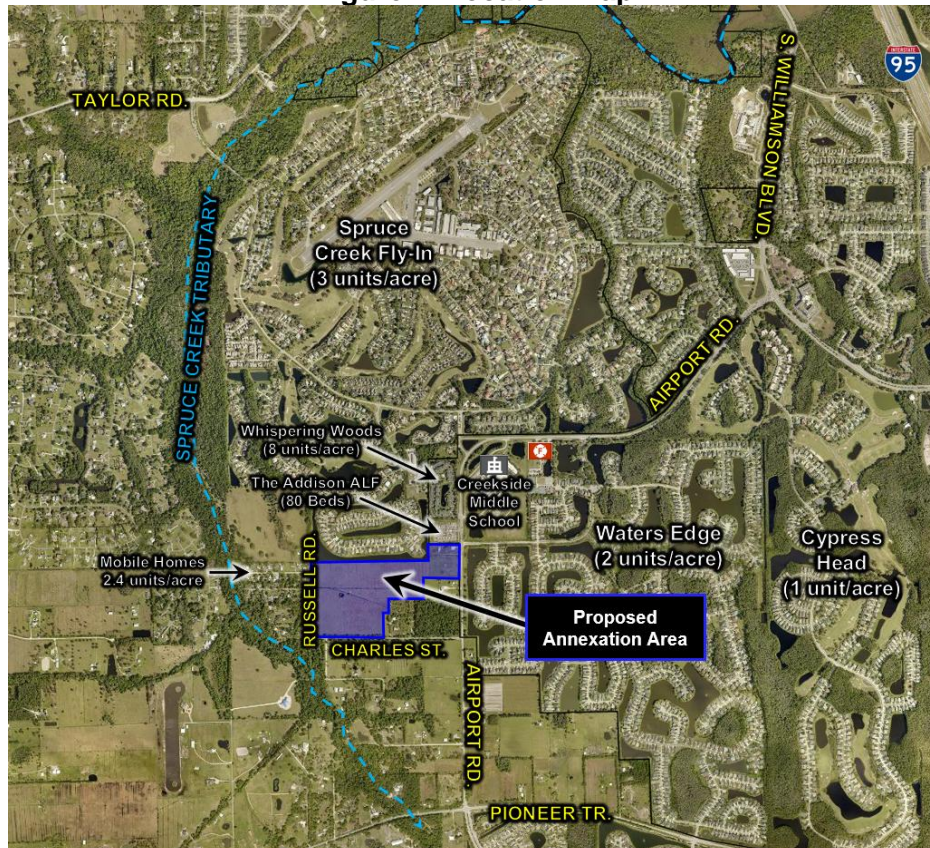 INTERSTATE
95
S. WILLIAMSON BLVD.
TAYLOR RD.
SPRUCE CREEK TRIBUTARY
Spruce
Creek Fly-In
(3 units/acre)
AIRPORT RD.
Whispering Woods
(8 units/acre)
The Addison ALF
(80 Beds)
Creekside
Middle
School
F
Waters Edge
(2 units/acre)
Cypress
Head
(1 unit/acre)
Mobile Homes
2.4 units/acre
RUSSELL RD.
Proposed
Annexation Area
CHARLES ST.
AIRPORT RD.
PIONEER TR.